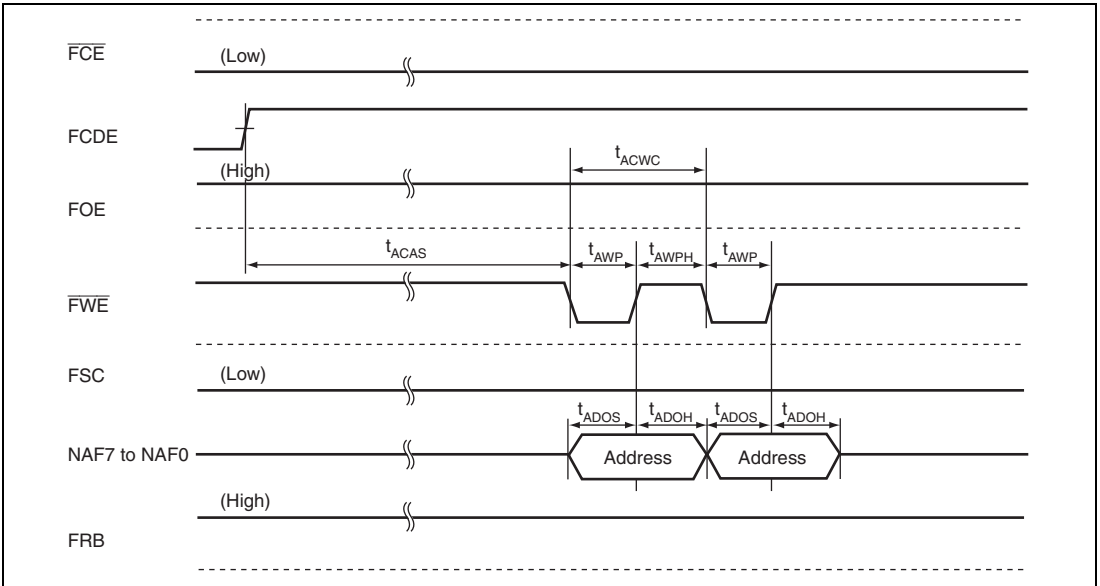 FCE (Low)
FCDE
tACWC
(High)
FOE
tACAS tAWP tAWPH tAWP
FWE
FSC (Low)
tADOS tADOH tADOS tADOH
NAF7 to NAF0 Address Address
(High)
FRB